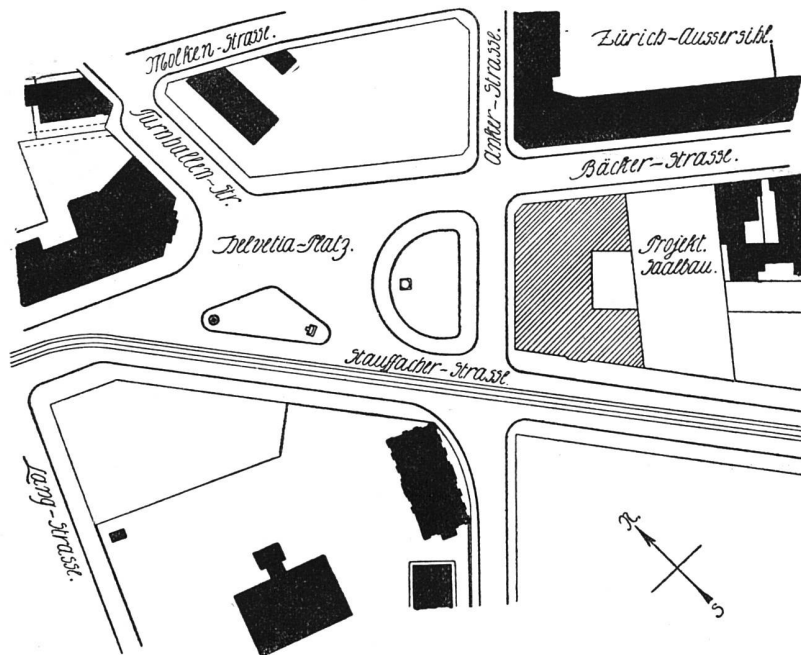 Molken-Strasse.
Anker-Strasse.
Zürich-Aussersihl.
Turnhallen-Str.
Bäcker-Strasse.
Helvetia-Platz.
Projekt.
Saalbau.
Stauffacher-Strasse.
Lang-Strasse.
N.
S